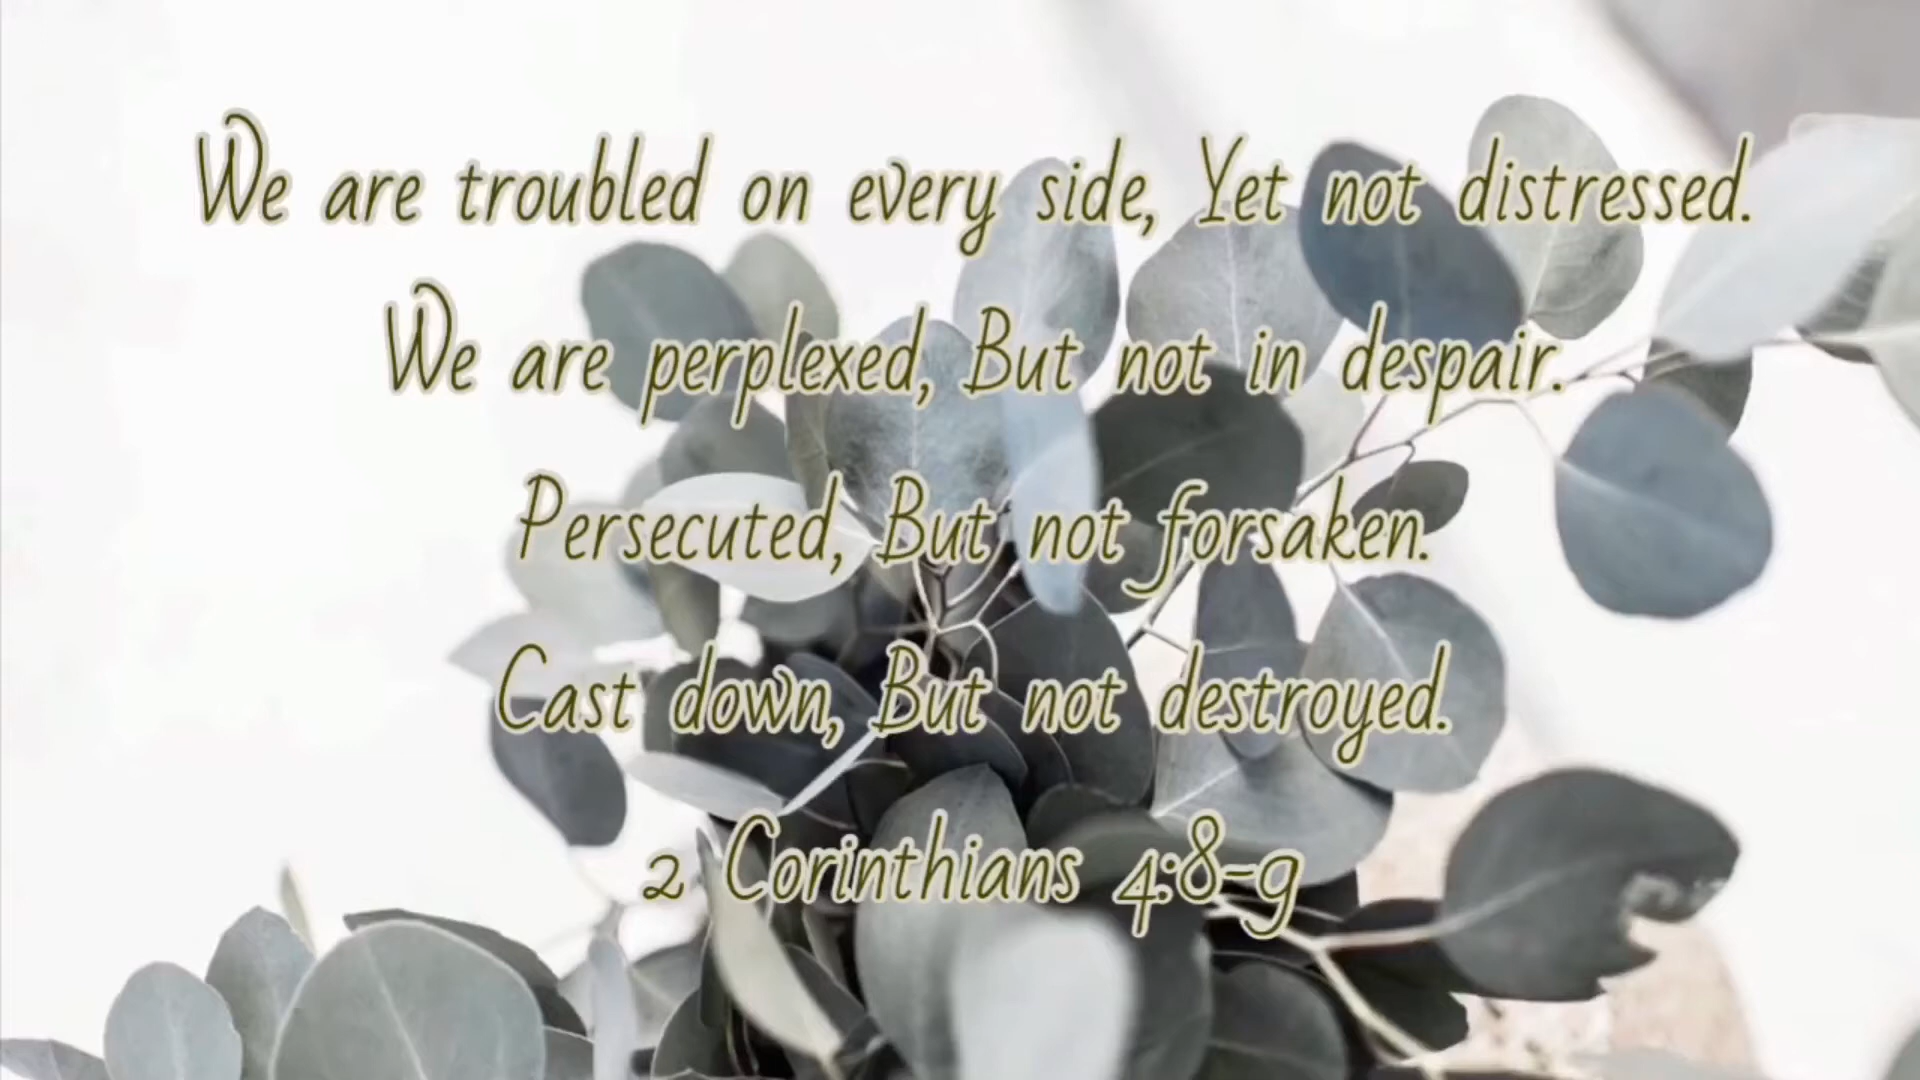 We are troubled on every side, Yet not distressed.
We are perplexed, But not in despair.
Persecuted, But not forsaken.
Cast down, But not destroyed.
2 Corinthians 4:8-9